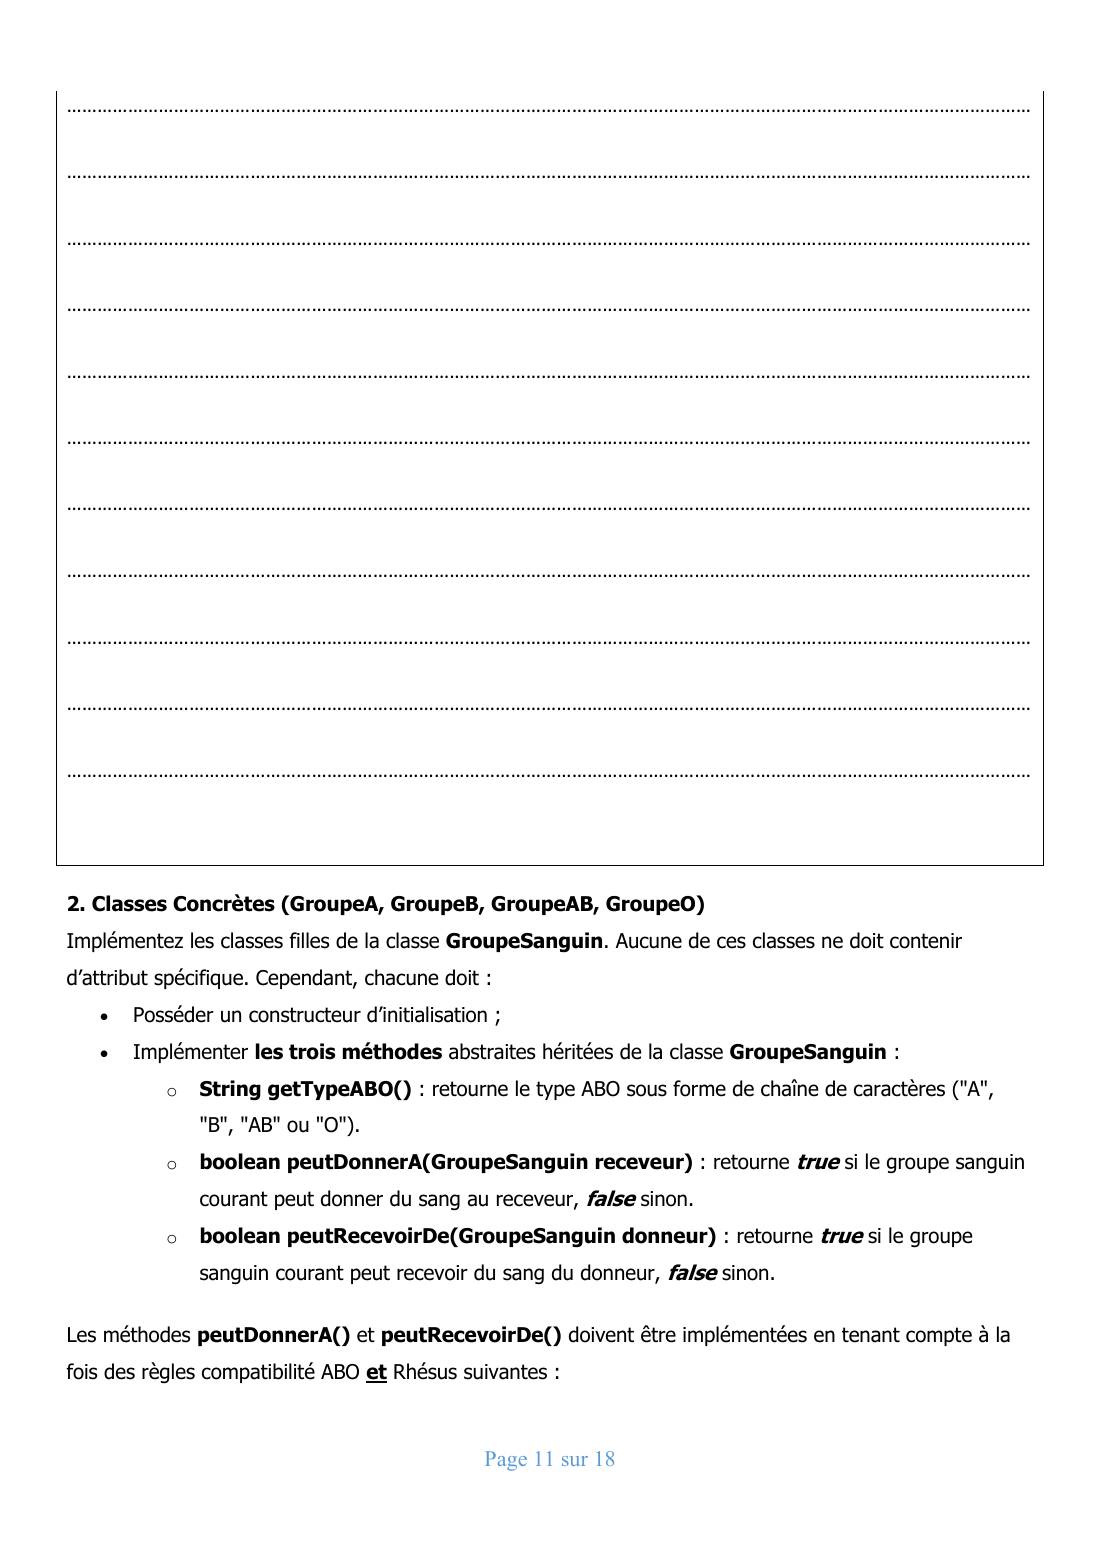 2. Classes Concrètes (GroupeA, GroupeB, GroupeAB, GroupeO)
Implémentez les classes filles de la classe GroupeSanguin. Aucune de ces classes ne doit contenir
d’attribut spécifique. Cependant, chacune doit :
• Posséder un constructeur d’initialisation ;
• Implémenter les trois méthodes abstraites héritées de la classe GroupeSanguin :
o String getTypeABO() : retourne le type ABO sous forme de chaîne de caractères ("A",
"B", "AB" ou "O").
o boolean peutDonnerA(GroupeSanguin receveur) : retourne true si le groupe sanguin
courant peut donner du sang au receveur, false sinon.
o boolean peutRecevoirDe(GroupeSanguin donneur) : retourne true si le groupe
sanguin courant peut recevoir du sang du donneur, false sinon.
Les méthodes peutDonnerA() et peutRecevoirDe() doivent être implémentées en tenant compte à la
fois des règles compatibilité ABO et Rhésus suivantes :
Page 11 sur 18